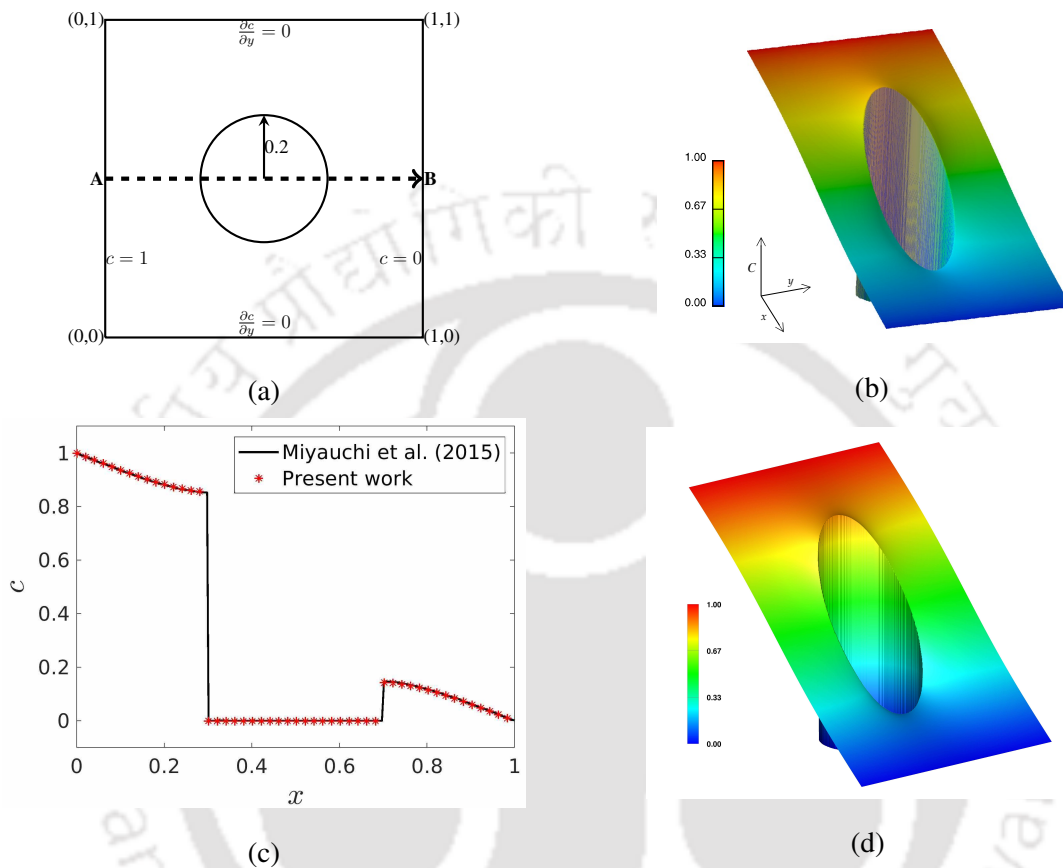 (0,1)
∂c/∂y = 0
(1,1)
0.2
A
B
c = 1
c = 0
∂c/∂y = 0
(0,0)
(1,0)
(a)
1.00
0.67
0.33
0.00
C
y
x
(b)
Miyauchi et al. (2015)
Present work
1
0.8
0.6
0.4
0.2
0
c
0
0.2
0.4
0.6
0.8
1
x
(c)
1.00
0.67
0.33
0.00
(d)